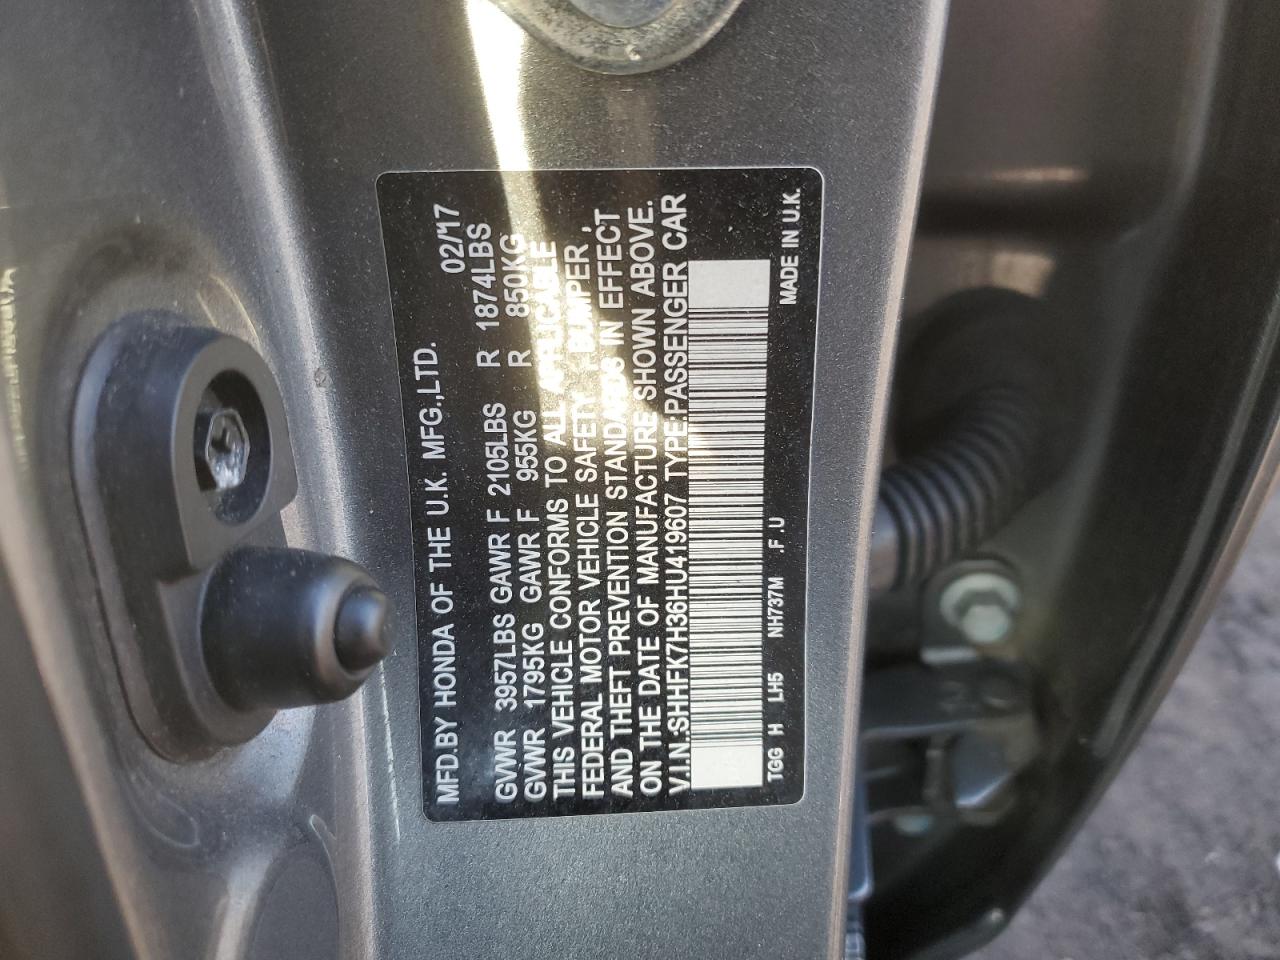 MFD.BY HONDA OF THE U.K. MFG.,LTD. 02/'17
GVWR 3957LBS GAWR F 2105LBS R 1874LBS
GVWR 1795KG GAWR F 955KG R 850KG
THIS VEHICLE CONFORMS TO ALL APPLICABLE
FEDERAL MOTOR VEHICLE SAFETY , BUMPER ,
AND THEFT PREVENTION STANDARDS IN EFFECT
ON THE DATE OF MANUFACTURE SHOWN ABOVE.
V.I.N.:SHHFK7H36HU419607 TYPE:PASSENGER CAR
TGG H LH5 NH737M .F.U MADE IN U.K.